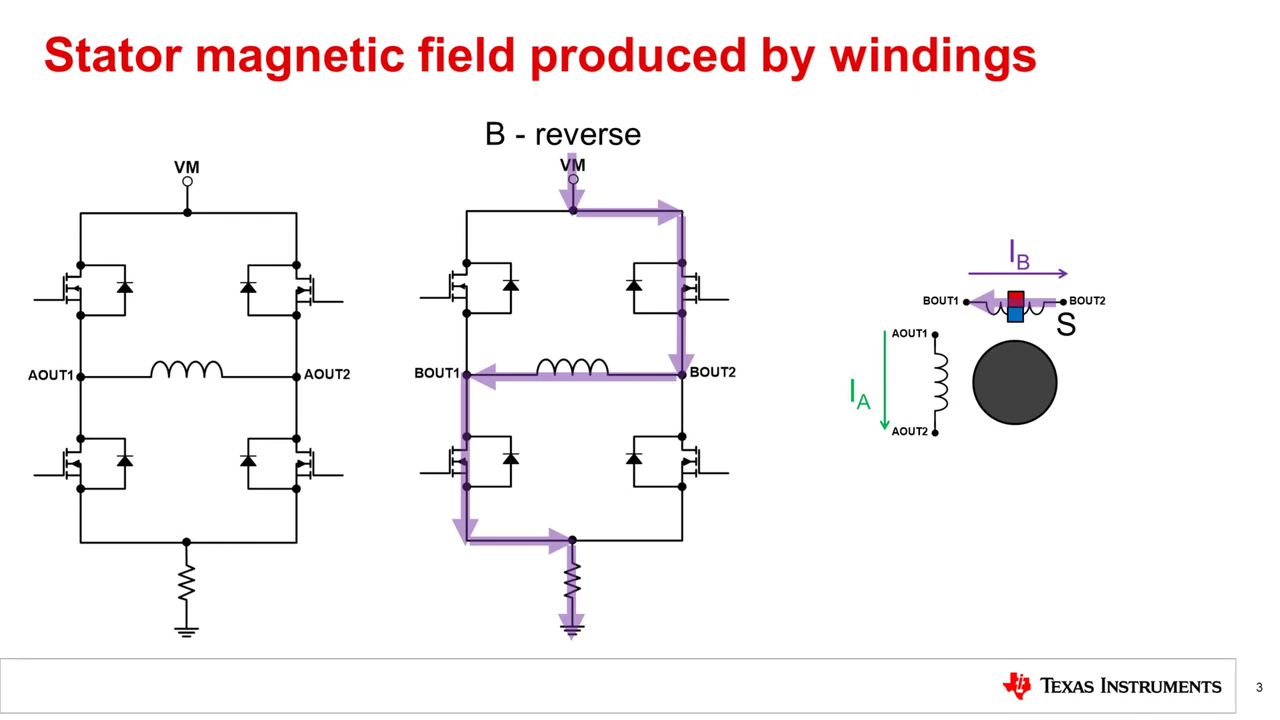 Stator magnetic field produced by windings
B - reverse
VM
VM
AOUT1
AOUT2
BOUT1
BOUT2
IB
BOUT1
BOUT2
S
AOUT1
IA
AOUT2
TEXAS INSTRUMENTS
3